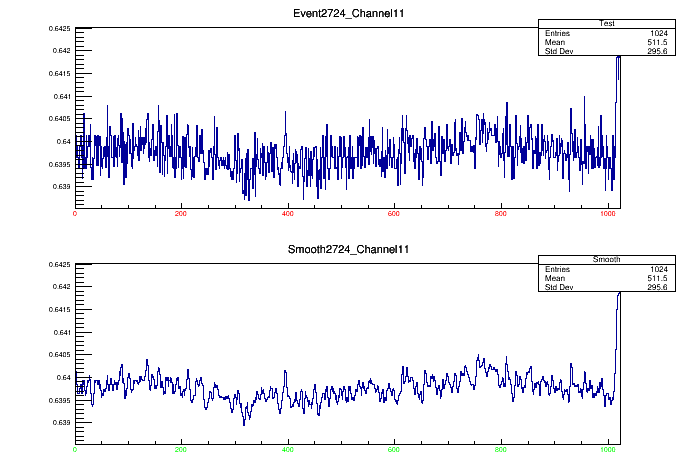 Event2724_Channel11
Test
Entries 1024
Mean 511.5
Std Dev 295.6
0.6425
0.642
0.6415
0.641
0.6405
0.64
0.6395
0.639
0 200 400 600 800 1000
Smooth2724_Channel11
Smooth
Entries 1024
Mean 511.5
Std Dev 295.6
0.6425
0.642
0.6415
0.641
0.6405
0.64
0.6395
0.639
0 200 400 600 800 1000